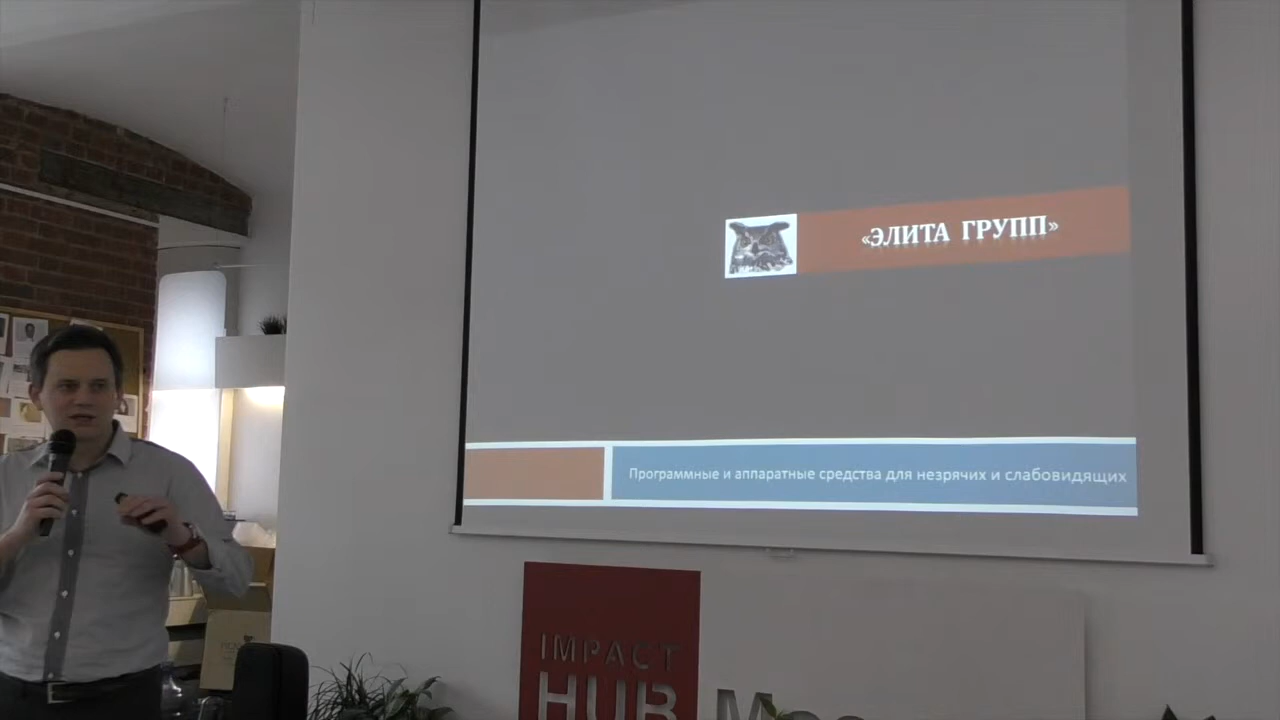 «ЭЛИТА ГРУПП»
Программные и аппаратные средства для незрячих и слабовидящих
IMPACT
HUB